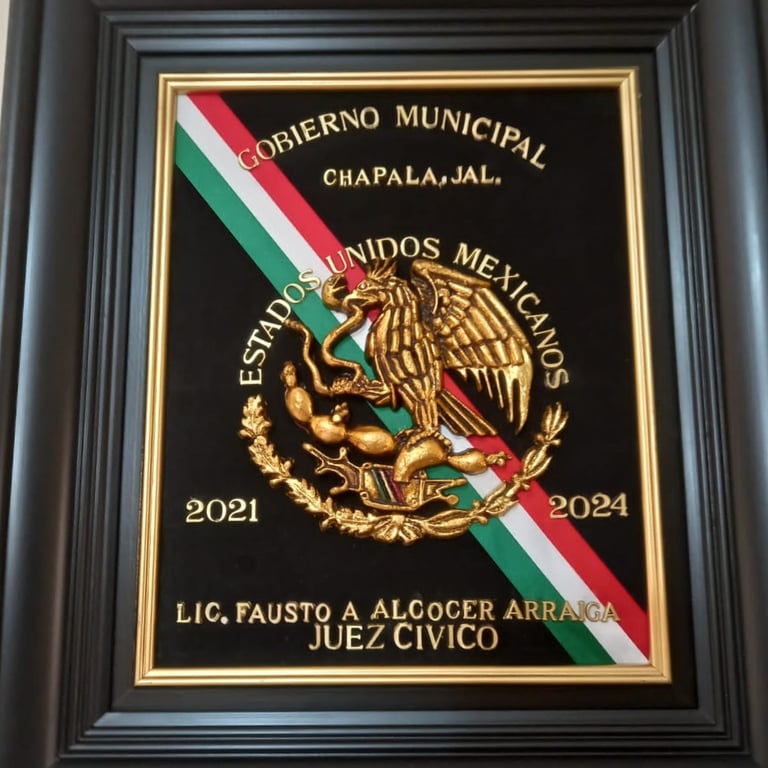 GOBIERNO MUNICIPAL
CHAPALA, JAL.
ESTADOS UNIDOS MEXICANOS
2021 2024
LIC. FAUSTO A ALCOCER ARRAIGA
JUEZ CIVICO